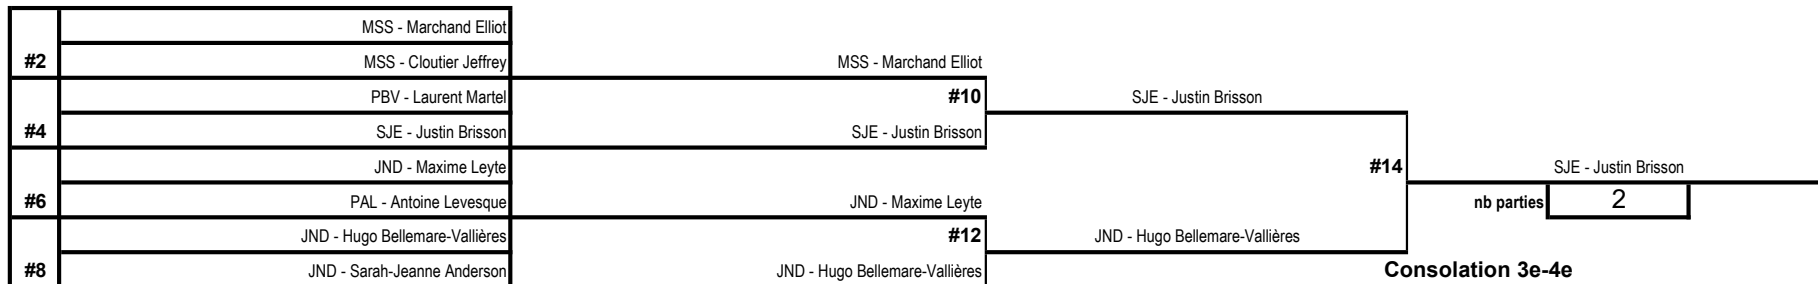 MSS - Marchand Elliot
#2 MSS - Cloutier Jeffrey MSS - Marchand Elliot
PBV - Laurent Martel #10 SJE - Justin Brisson
#4 SJE - Justin Brisson SJE - Justin Brisson
JND - Maxime Leyte #14 SJE - Justin Brisson
#6 PAL - Antoine Levesque JND - Maxime Leyte nb parties 2
JND - Hugo Bellemare-Vallières #12 JND - Hugo Bellemare-Vallières
#8 JND - Sarah-Jeanne Anderson JND - Hugo Bellemare-Vallières Consolation 3e-4e